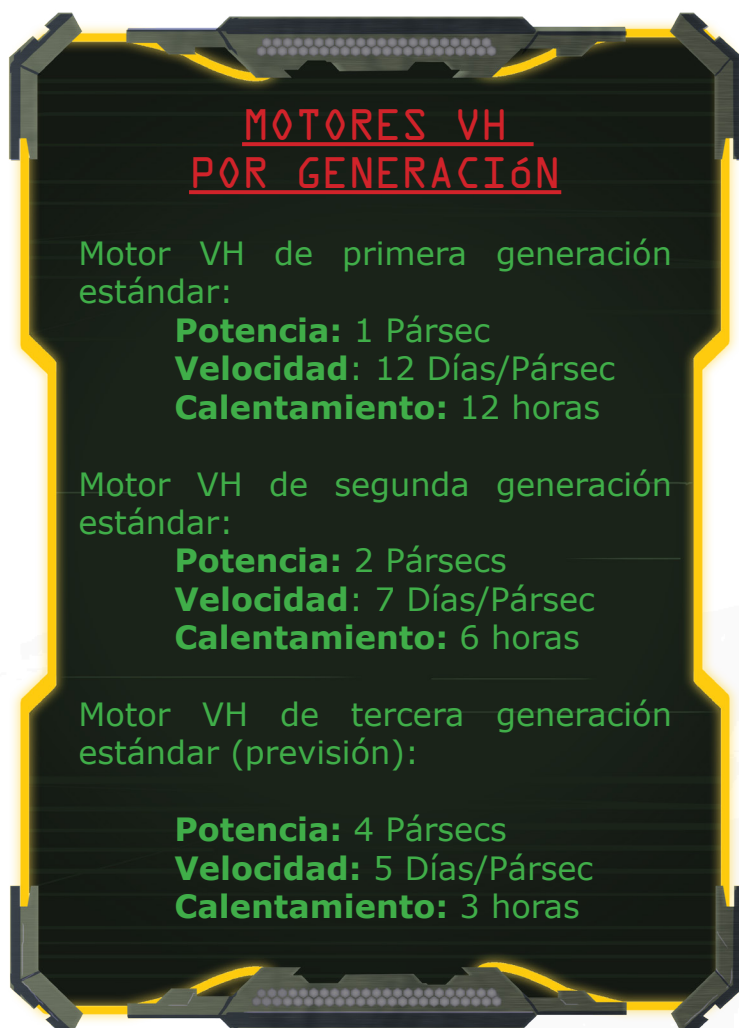 MOTORES VH
POR GENERACIóN
Motor VH de primera generación
estándar:
Potencia: 1 Pársec
Velocidad: 12 Días/Pársec
Calentamiento: 12 horas
Motor VH de segunda generación
estándar:
Potencia: 2 Pársecs
Velocidad: 7 Días/Pársec
Calentamiento: 6 horas
Motor VH de tercera generación
estándar (previsión):
Potencia: 4 Pársecs
Velocidad: 5 Días/Pársec
Calentamiento: 3 horas